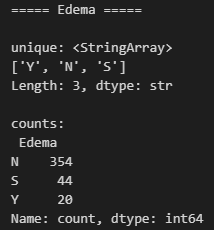 ===== Edema =====
unique: <StringArray>
['Y', 'N', 'S']
Length: 3, dtype: str
counts:
Edema
N    354
S     44
Y     20
Name: count, dtype: int64